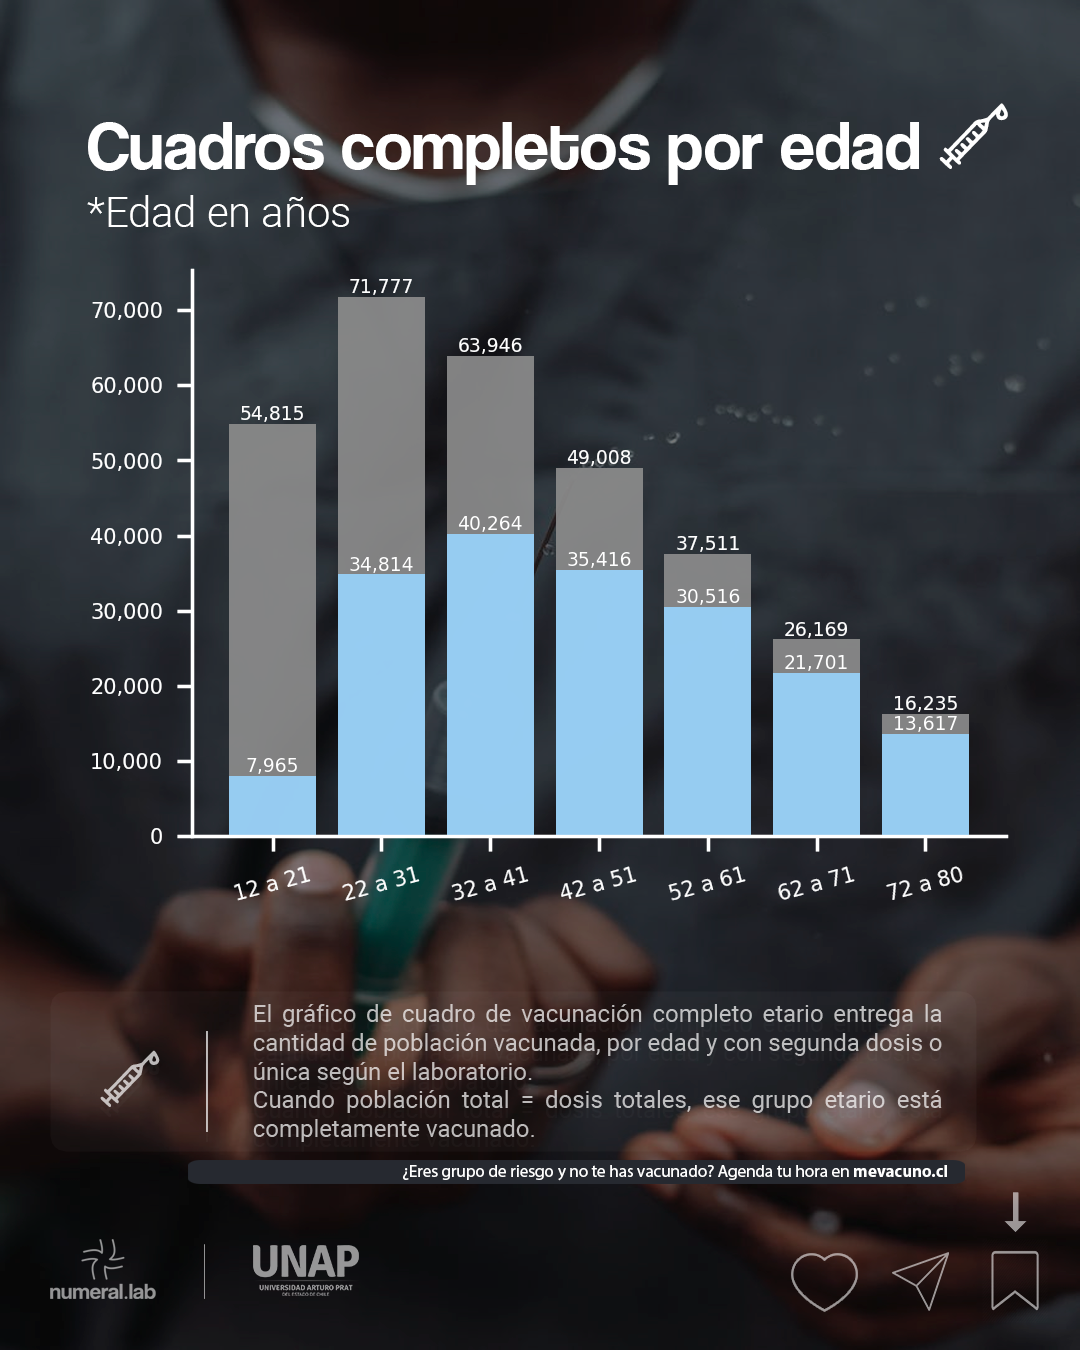 Cuadros completos por edad
*Edad en años
71,777
70,000
63,946
60,000
54,815
50,000
49,008
40,000
40,264
37,511
34,814
35,416
30,000
30,516
26,169
20,000
21,701
16,235
13,617
10,000
7,965
0
12 a 21
22 a 31
32 a 41
42 a 51
52 a 61
62 a 71
72 a 80
El gráfico de cuadro de vacunación completo etario entrega la
cantidad de población vacunada, por edad y con segunda dosis o
única según el laboratorio.
Cuando población total = dosis totales, ese grupo etario está
completamente vacunado.
¿Eres grupo de riesgo y no te has vacunado? Agenda tu hora en mevacuno.cl
numeral.lab
UNAP
UNIVERSIDAD ARTURO PRAT
DEL ESTADO DE CHILE